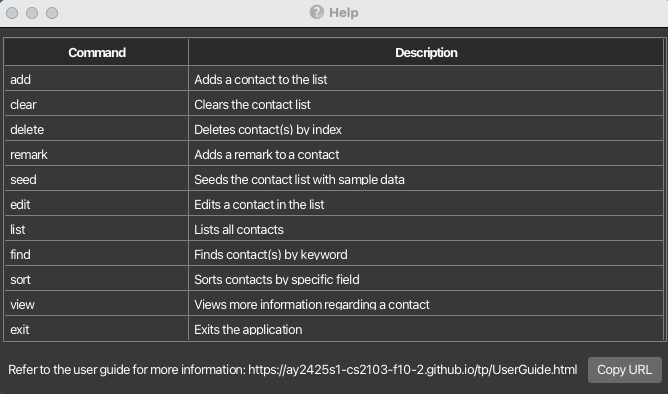 Help
Command Description
add Adds a contact to the list
clear Clears the contact list
delete Deletes contact(s) by index
remark Adds a remark to a contact
seed Seeds the contact list with sample data
edit Edits a contact in the list
list Lists all contacts
find Finds contact(s) by keyword
sort Sorts contacts by specific field
view Views more information regarding a contact
exit Exits the application
Refer to the user guide for more information: https://ay2425s1-cs2103-f10-2.github.io/tp/UserGuide.html Copy URL